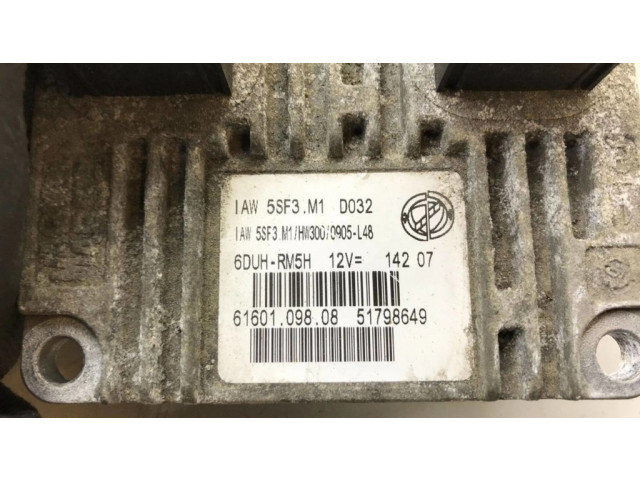 IAW 5SF3.M1 D032
IAW 5SF3.M1/HW300/0905-L48
6DUH-RM5H 12V= 142 07
61601.098.08 51798649